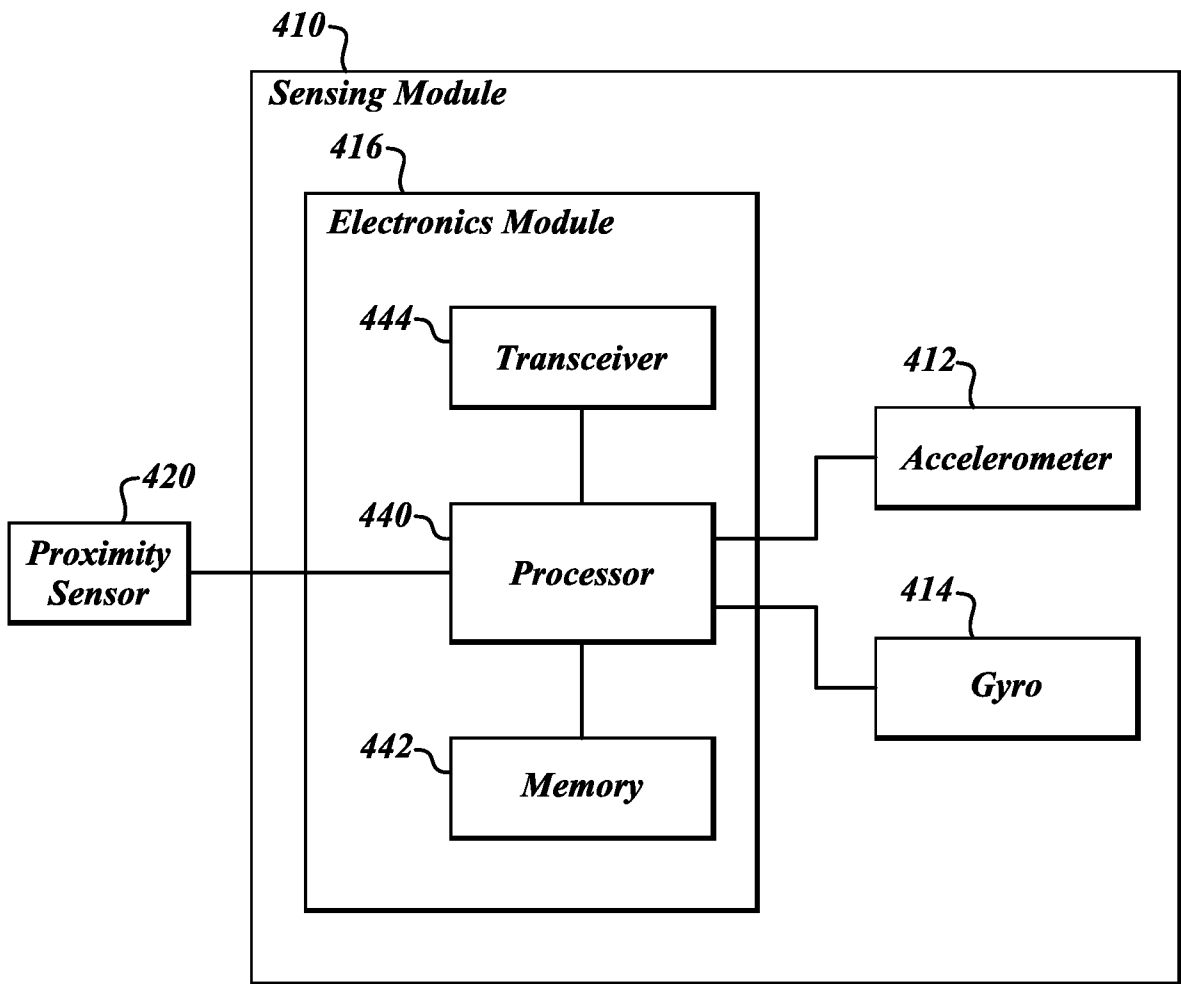 410
Sensing Module
416
Electronics Module
444
Transceiver
412
Accelerometer
420
Proximity
Sensor
440
Processor
414
Gyro
442
Memory